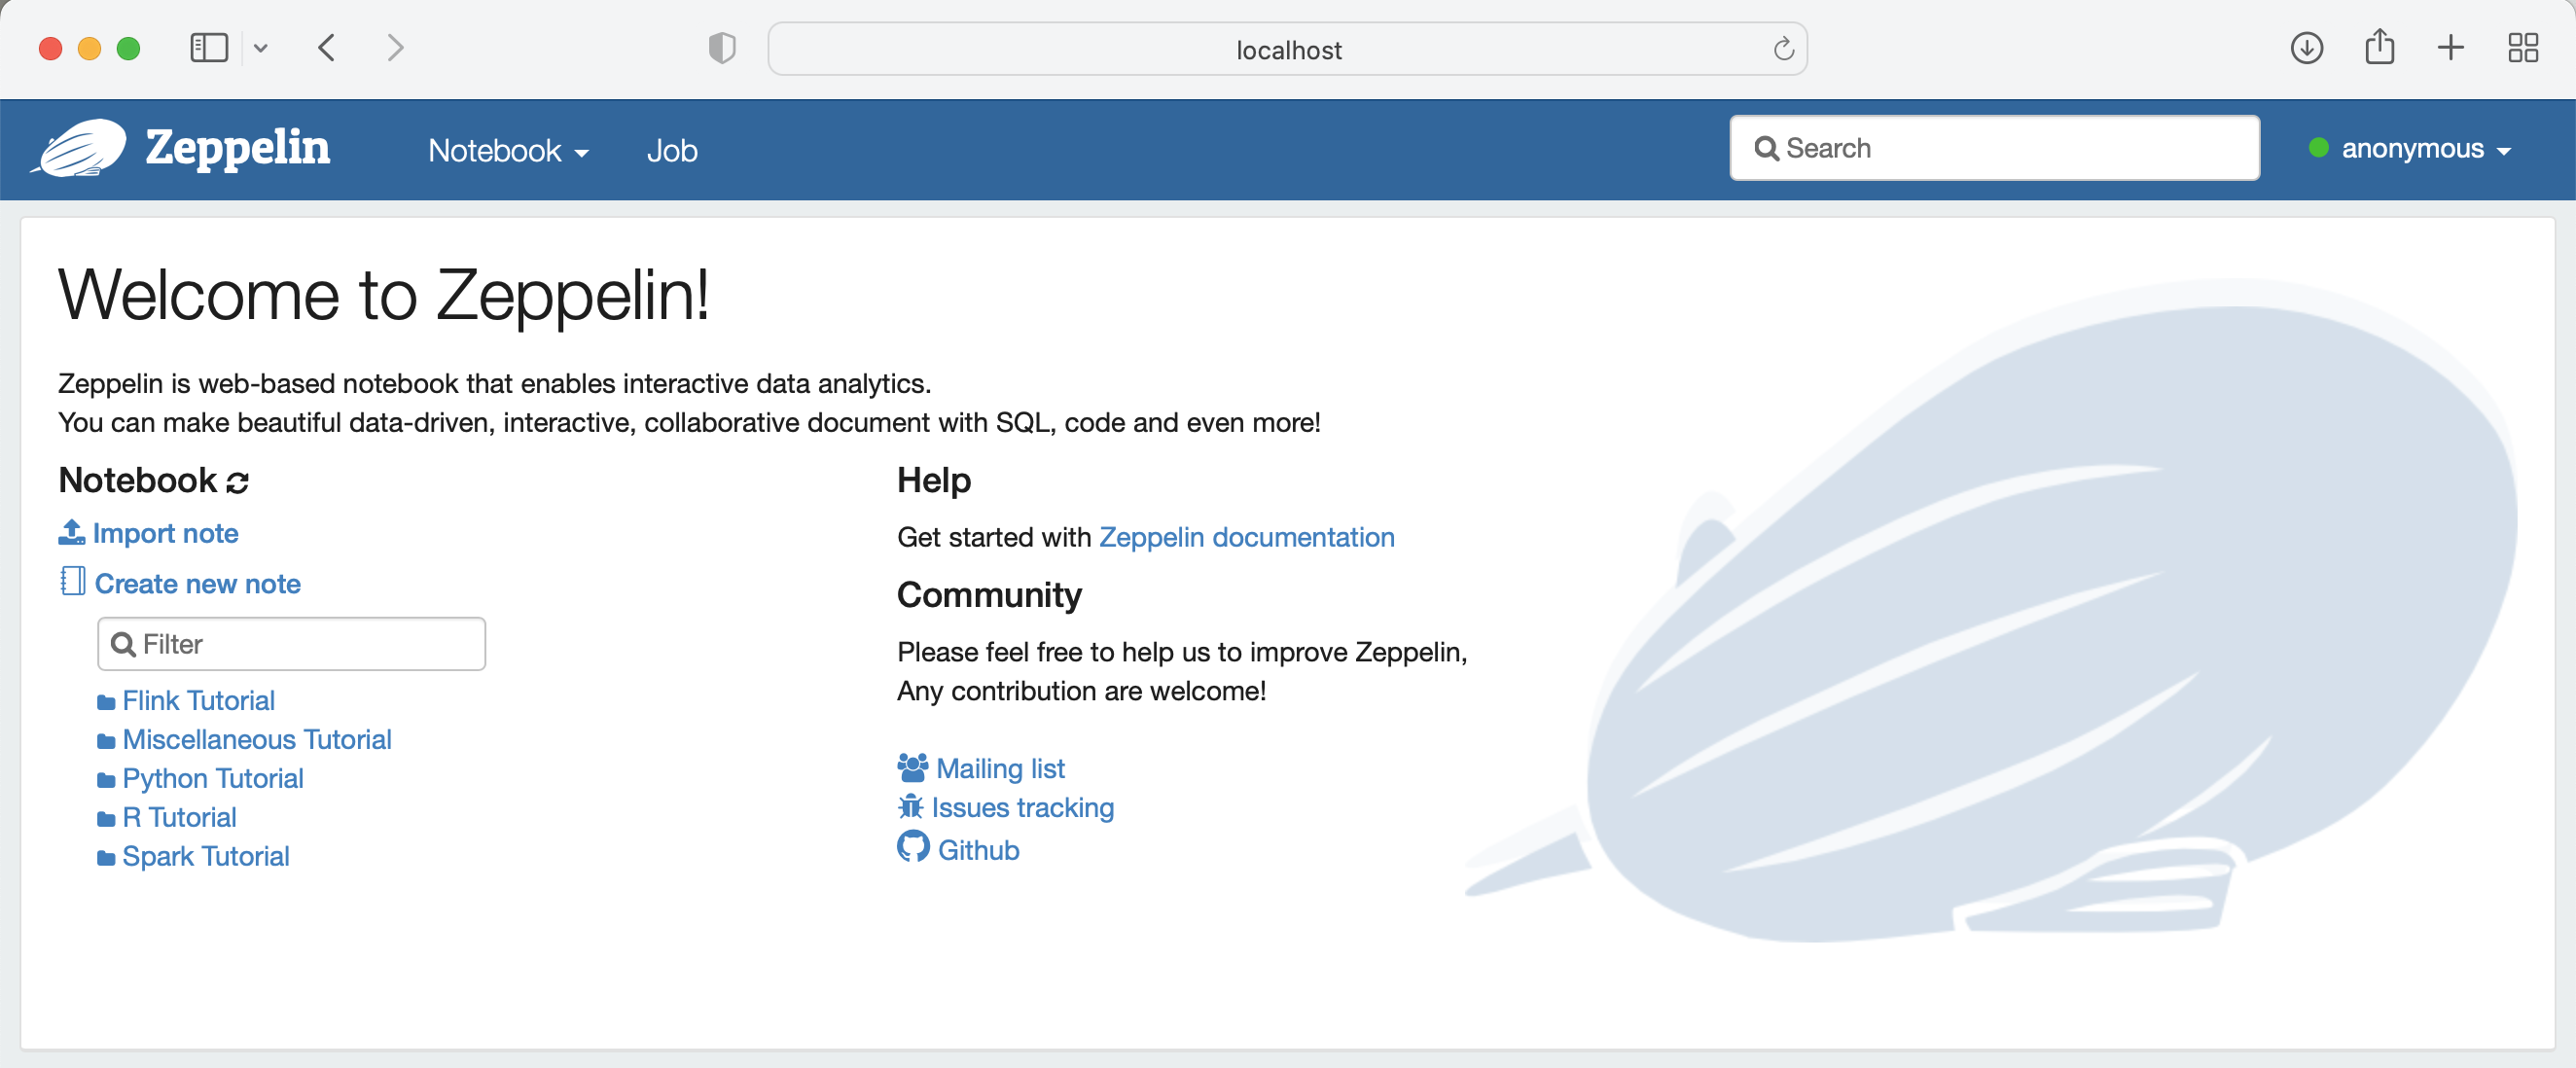 localhost
Zeppelin
Notebook
Job
Search
anonymous
Welcome to Zeppelin!
Zeppelin is web-based notebook that enables interactive data analytics.
You can make beautiful data-driven, interactive, collaborative document with SQL, code and even more!
Notebook
Import note
Create new note
Filter
Flink Tutorial
Miscellaneous Tutorial
Python Tutorial
R Tutorial
Spark Tutorial
Help
Get started with Zeppelin documentation
Community
Please feel free to help us to improve Zeppelin,
Any contribution are welcome!
Mailing list
Issues tracking
Github